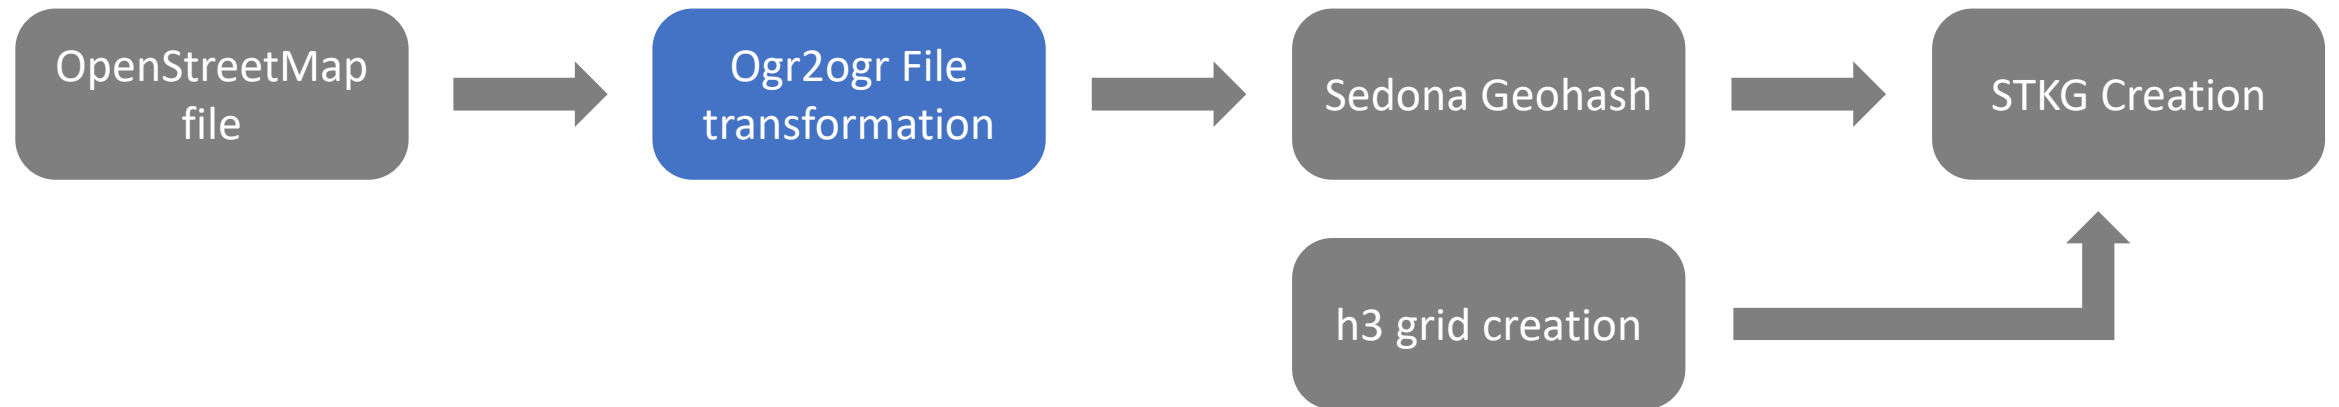 OpenStreetMap
file
Ogr2ogr File
transformation
Sedona Geohash
STKG Creation
h3 grid creation